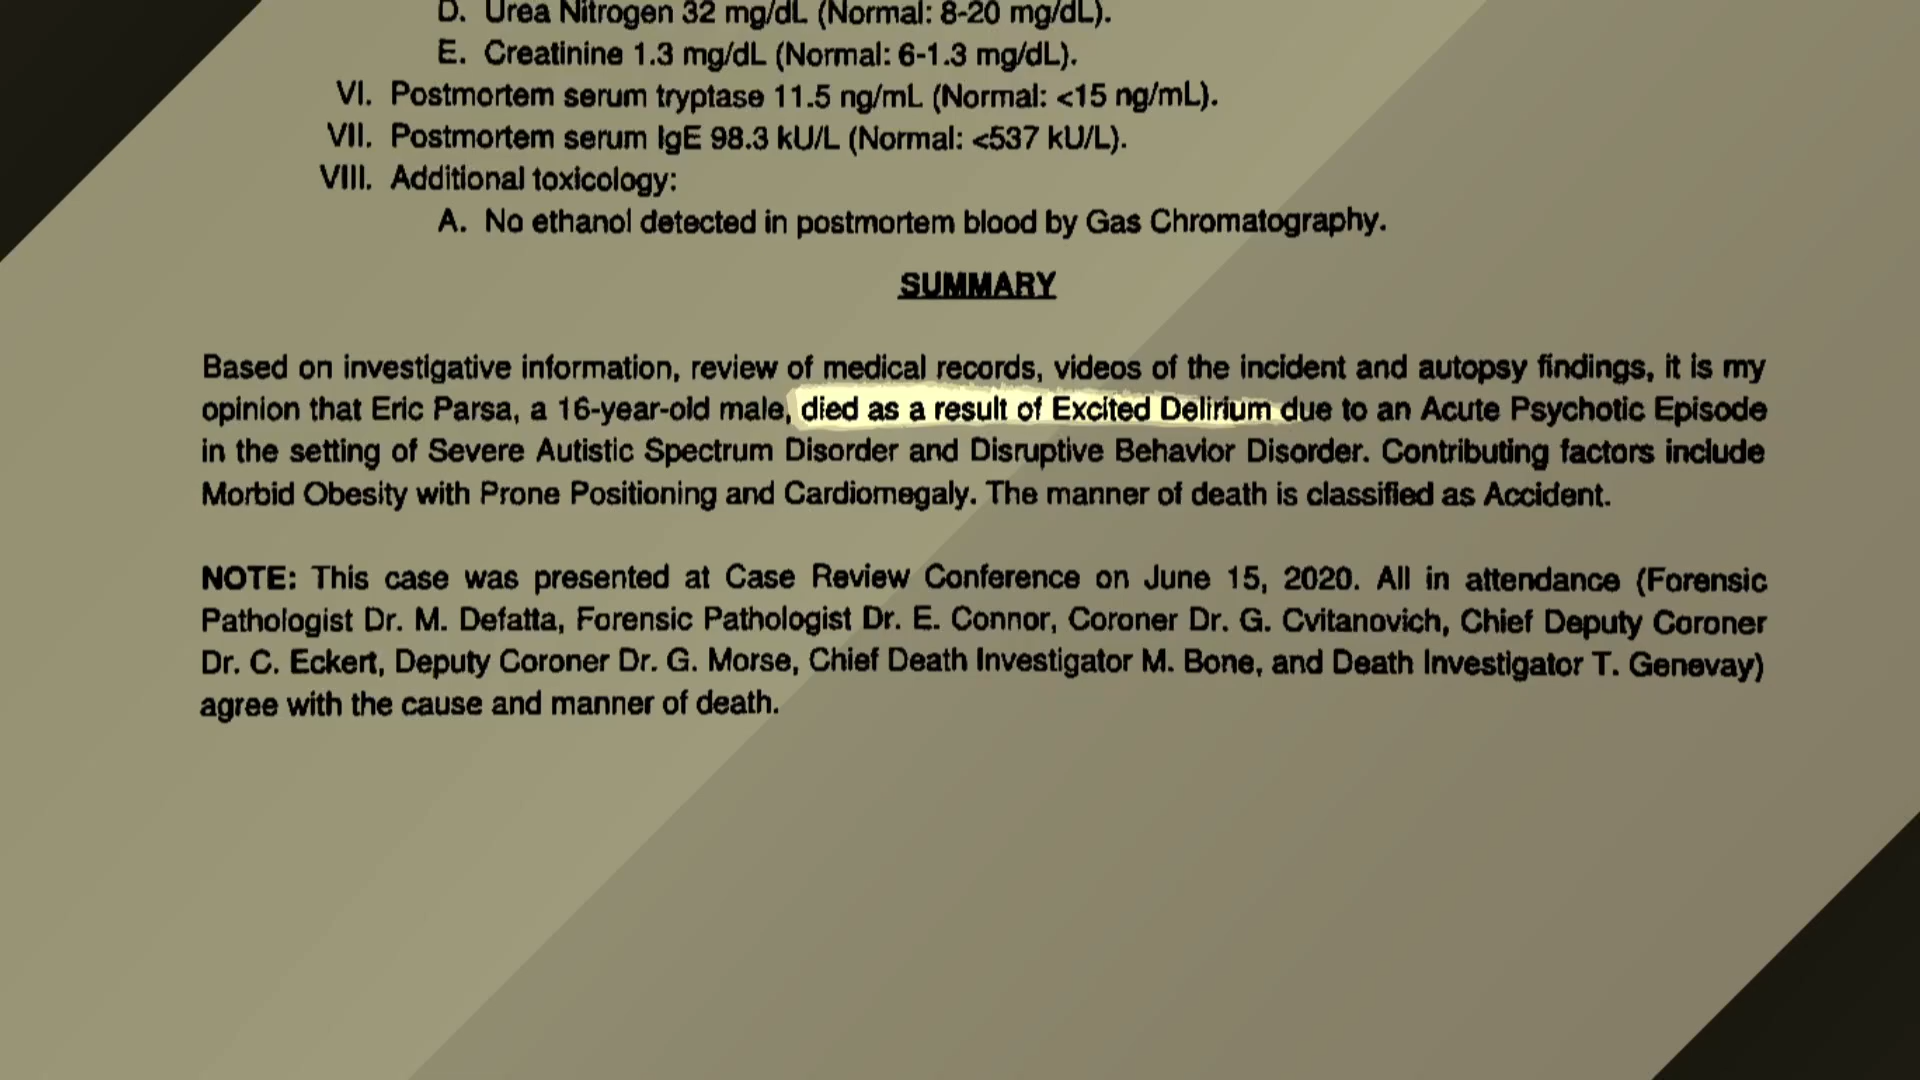 D. Urea Nitrogen 32 mg/dL (Normal: 8-20 mg/dL).
E. Creatinine 1.3 mg/dL (Normal: 6-1.3 mg/dL).
VI. Postmortem serum tryptase 11.5 ng/mL (Normal: <15 ng/mL).
VII. Postmortem serum IgE 98.3 kU/L (Normal: <537 kU/L).
VIII. Additional toxicology:
A. No ethanol detected in postmortem blood by Gas Chromatography.
SUMMARY
Based on investigative information, review of medical records, videos of the incident and autopsy findings, it is my
opinion that Eric Parsa, a 16-year-old male, died as a result of Excited Delirium due to an Acute Psychotic Episode
in the setting of Severe Autistic Spectrum Disorder and Disruptive Behavior Disorder. Contributing factors include
Morbid Obesity with Prone Positioning and Cardiomegaly. The manner of death is classified as Accident.
NOTE: This case was presented at Case Review Conference on June 15, 2020. All in attendance (Forensic
Pathologist Dr. M. Defatta, Forensic Pathologist Dr. E. Connor, Coroner Dr. G. Cvitanovich, Chief Deputy Coroner
Dr. C. Eckert, Deputy Coroner Dr. G. Morse, Chief Death Investigator M. Bone, and Death Investigator T. Genevay)
agree with the cause and manner of death.